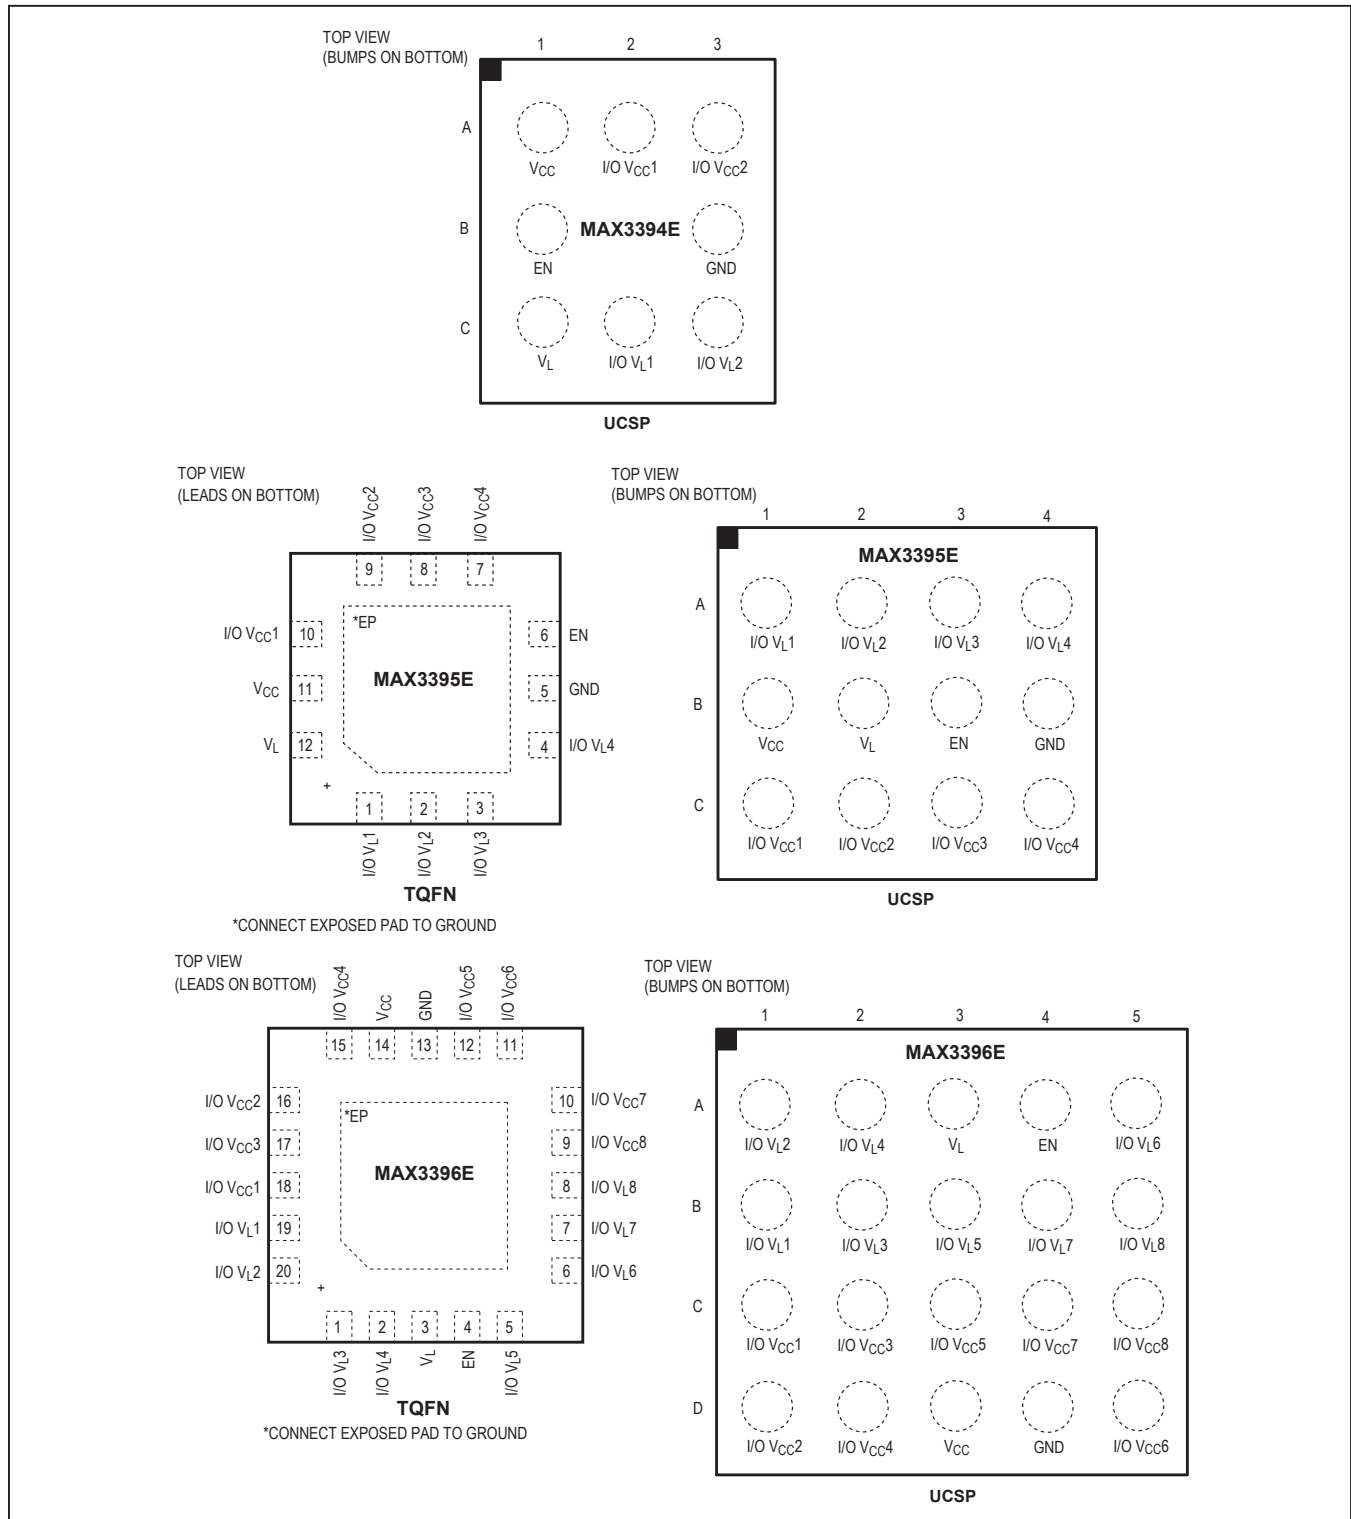 TOP VIEW
(BUMPS ON BOTTOM)
1 2 3
A
VCC I/O VCC1 I/O VCC2
B
MAX3394E
EN GND
C
VL I/O VL1 I/O VL2
UCSP
TOP VIEW
(LEADS ON BOTTOM)
I/O VCC2 I/O VCC3 I/O VCC4
9 8 7
*EP
I/O VCC1 10 6 EN
MAX3395E
VCC 11 5 GND
VL 12 4 I/O VL4
+
1 2 3
I/O VL1 I/O VL2 I/O VL3
TQFN
*CONNECT EXPOSED PAD TO GROUND
TOP VIEW
(BUMPS ON BOTTOM)
1 2 3 4
MAX3395E
A
I/O VL1 I/O VL2 I/O VL3 I/O VL4
B
VCC VL EN GND
C
I/O VCC1 I/O VCC2 I/O VCC3 I/O VCC4
UCSP
TOP VIEW
(LEADS ON BOTTOM)
I/O VCC4 VCC GND I/O VCC5 I/O VCC6
15 14 13 12 11
*EP
I/O VCC2 16 10 I/O VCC7
I/O VCC3 17 9 I/O VCC8
MAX3396E
I/O VCC1 18 8 I/O VL8
I/O VL1 19 7 I/O VL7
I/O VL2 20 6 I/O VL6
+
1 2 3 4 5
I/O VL3 I/O VL4 VL EN I/O VL5
TQFN
*CONNECT EXPOSED PAD TO GROUND
TOP VIEW
(BUMPS ON BOTTOM)
1 2 3 4 5
MAX3396E
A
I/O VL2 I/O VL4 VL EN I/O VL6
B
I/O VL1 I/O VL3 I/O VL5 I/O VL7 I/O VL8
C
I/O VCC1 I/O VCC3 I/O VCC5 I/O VCC7 I/O VCC8
D
I/O VCC2 I/O VCC4 VCC GND I/O VCC6
UCSP